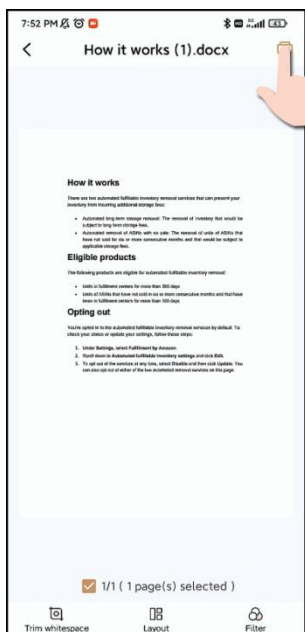 7:52 PM
43
How it works (1).docx
How it works
There are two automated fulfillable inventory removal services that can prevent your
inventory from incurring additional storage fees:
• Automated long-term storage removal: The removal of inventory that would be
subject to long-term storage fees.
• Automated removal of ASINs with no sale: The removal of units of ASINs that
have not sold for six or more consecutive months and that would be subject to
applicable storage fees.
Eligible products
The following products are eligible for automated fulfillable inventory removal:
• Units in fulfillment centers for more than 365 days
• Units of ASINs that have not sold in six or more consecutive months and that have
been in fulfillment centers for more than 180 days
Opting out
You're opted in to the automated fulfillable inventory removal services by default. To
check your status or update your settings, follow these steps:
1. Under Settings, select Fulfillment by Amazon.
2. Scroll down to Automated fulfillable inventory settings and click Edit.
3. To opt out of the services at any time, select Disable and then click Update. You
can also opt out of either of the two automated removal services on this page.
1/1 ( 1 page(s) selected )
Trim whitespace
Layout
Filter